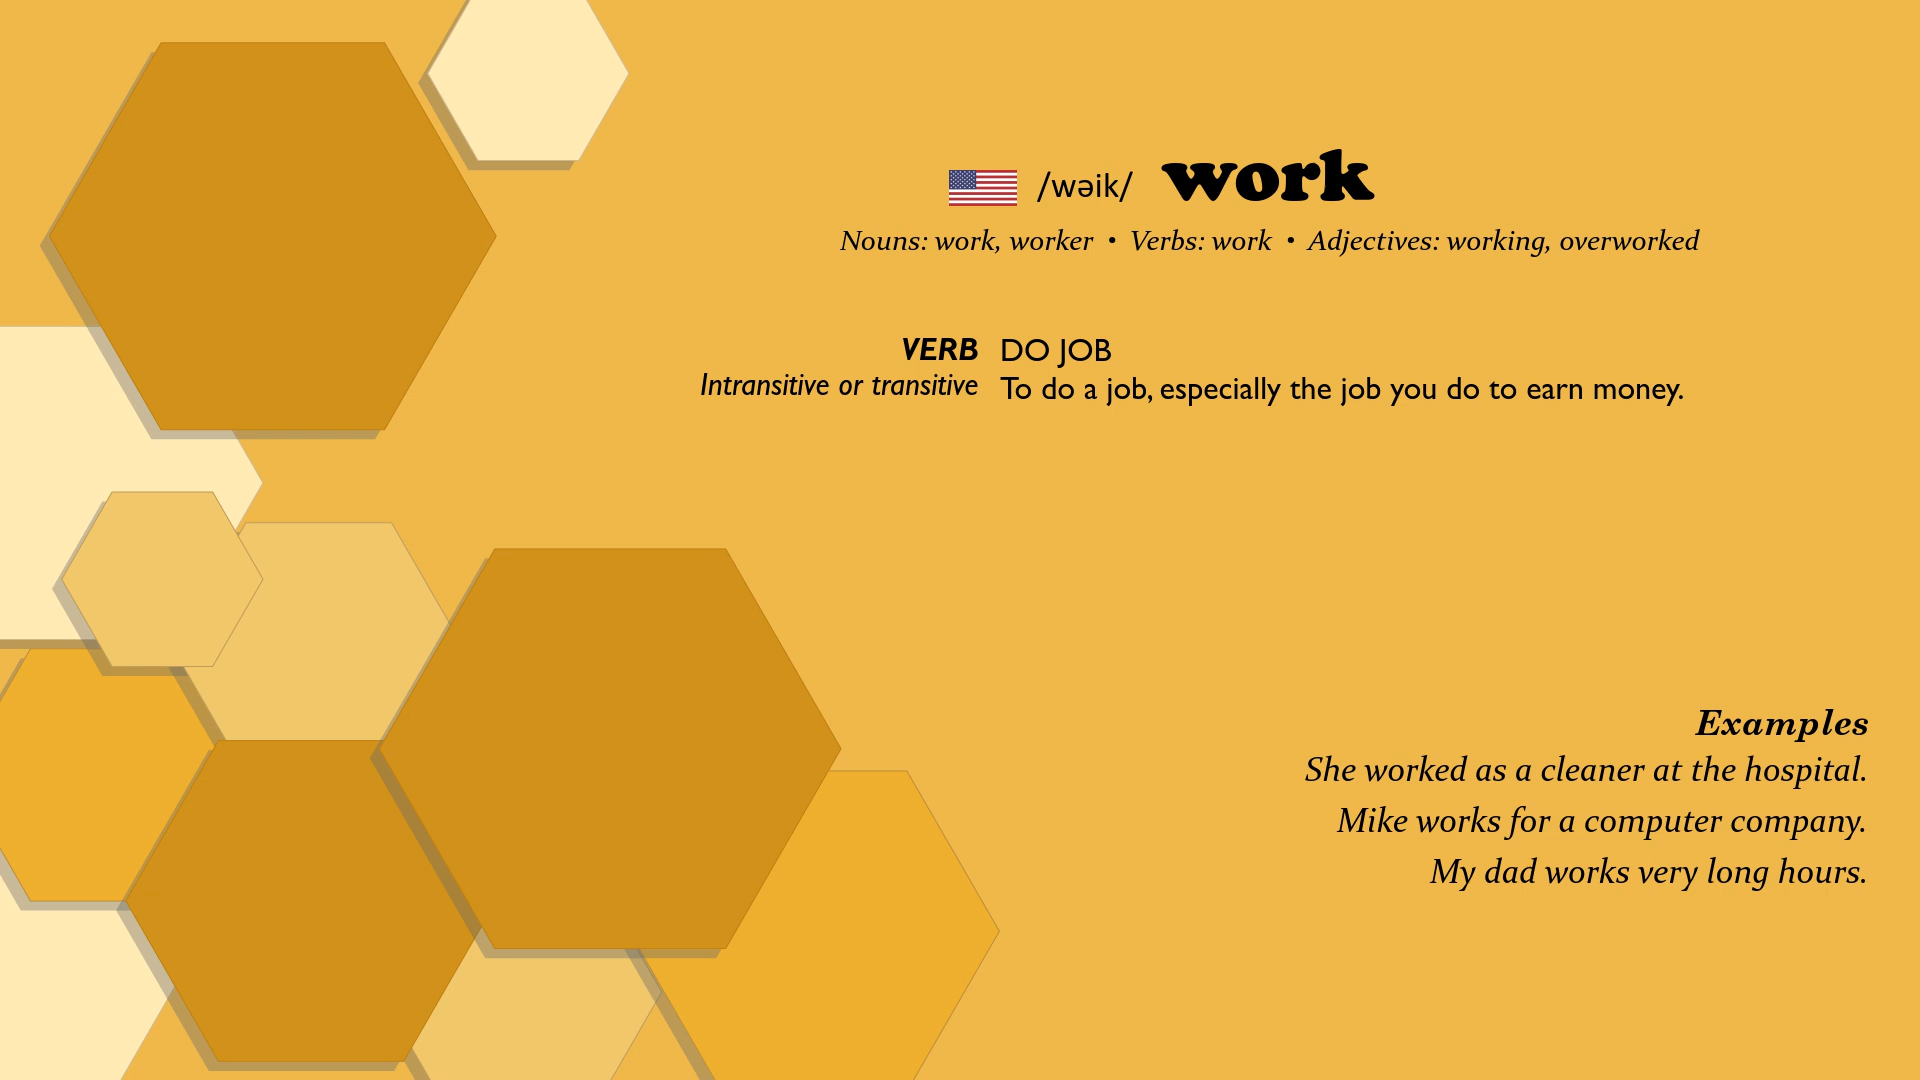 /wəik/ work
Nouns: work, worker • Verbs: work • Adjectives: working, overworked
VERB DO JOB
Intransitive or transitive To do a job, especially the job you do to earn money.
Examples
She worked as a cleaner at the hospital.
Mike works for a computer company.
My dad works very long hours.